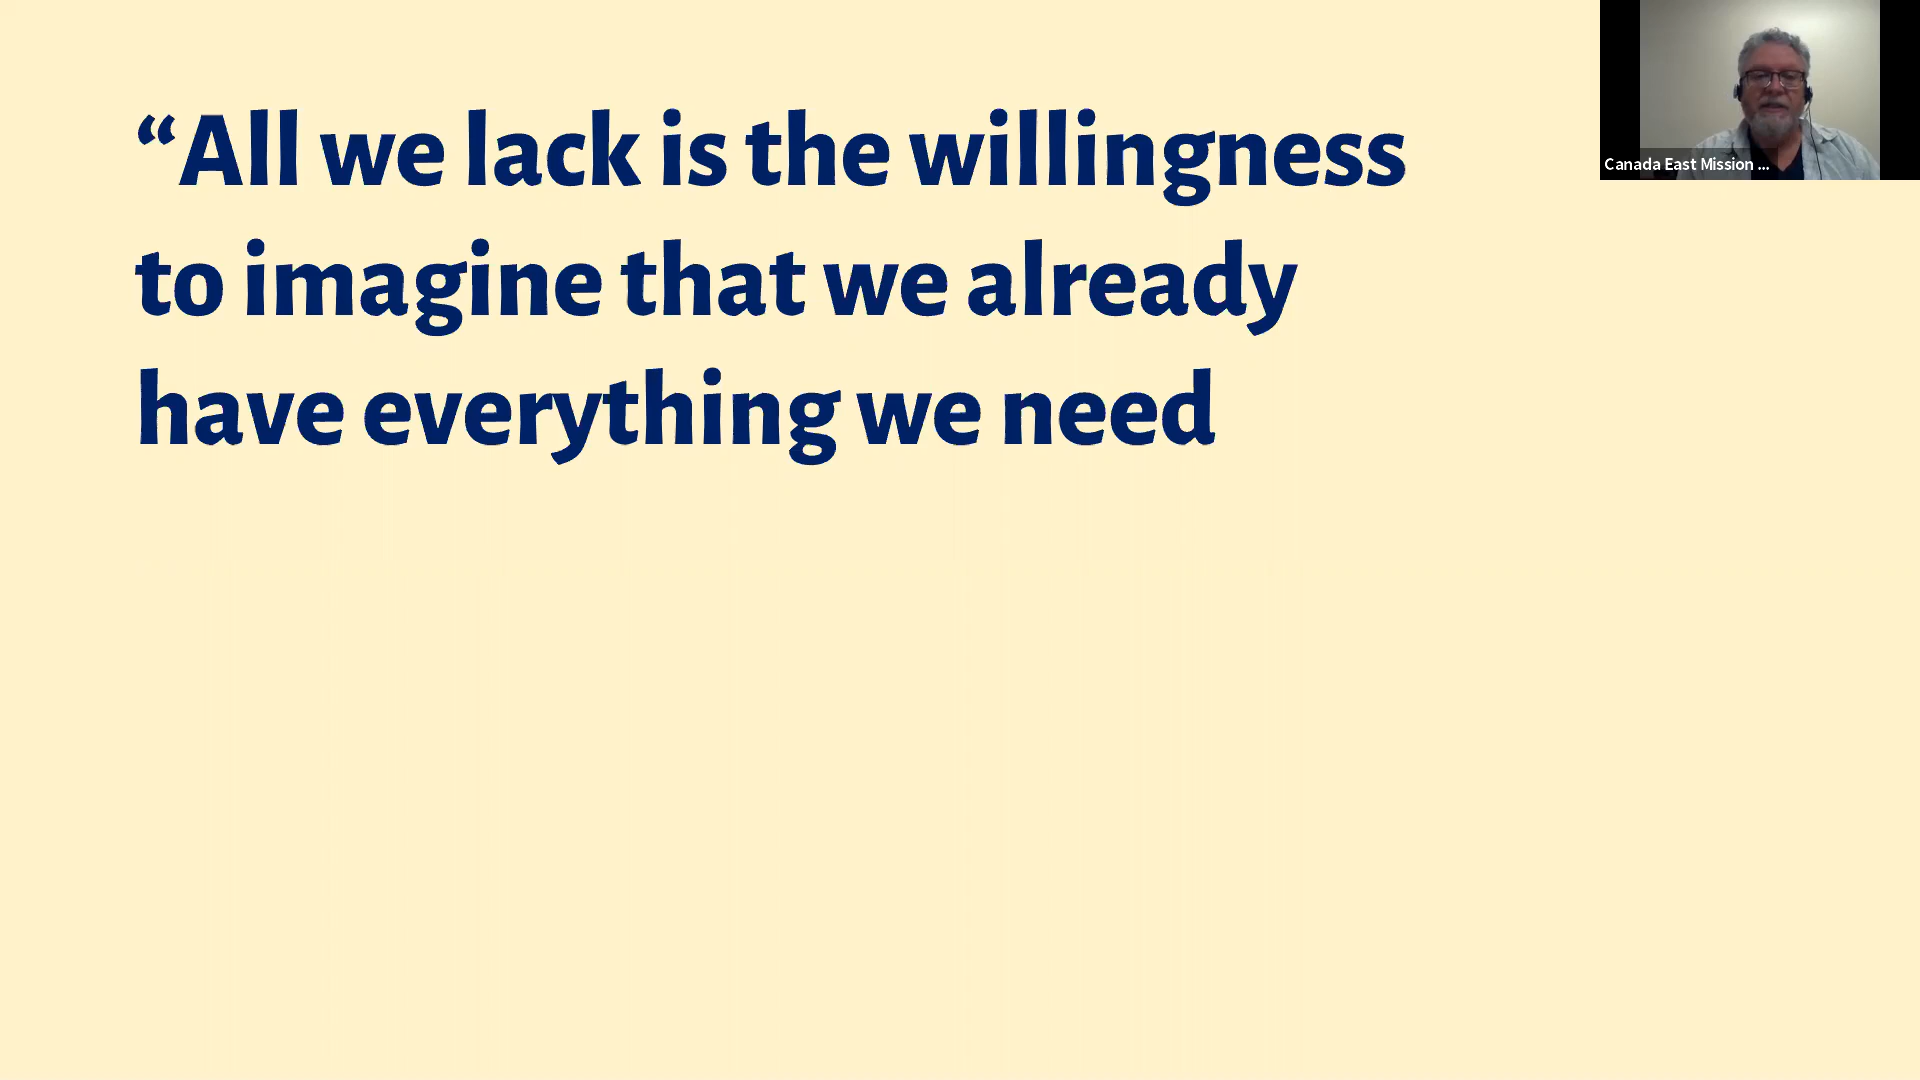 “All we lack is the willingness
to imagine that we already
have everything we need
Canada East Mission ...